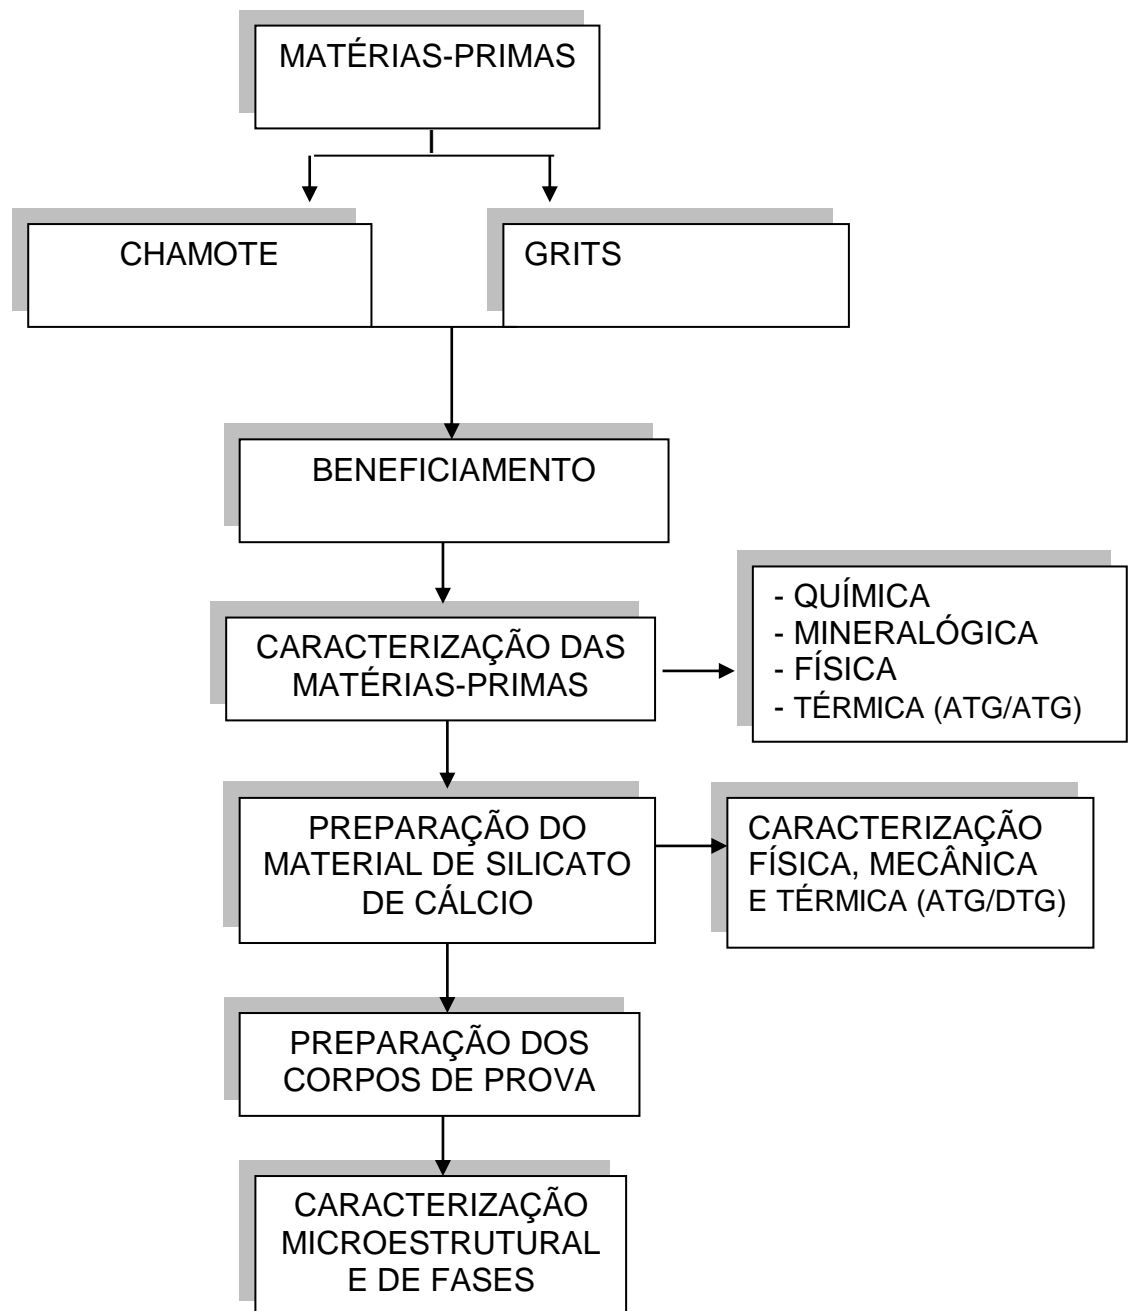 MATÉRIAS-PRIMAS
CHAMOTE
GRITS
BENEFICIAMENTO
CARACTERIZAÇÃO DAS
MATÉRIAS-PRIMAS
- QUÍMICA
- MINERALÓGICA
- FÍSICA
- TÉRMICA (ATG/ATG)
PREPARAÇÃO DO
MATERIAL DE SILICATO
DE CÁLCIO
CARACTERIZAÇÃO
FÍSICA, MECÂNICA
E TÉRMICA (ATG/DTG)
PREPARAÇÃO DOS
CORPOS DE PROVA
CARACTERIZAÇÃO
MICROESTRUTURAL
E DE FASES